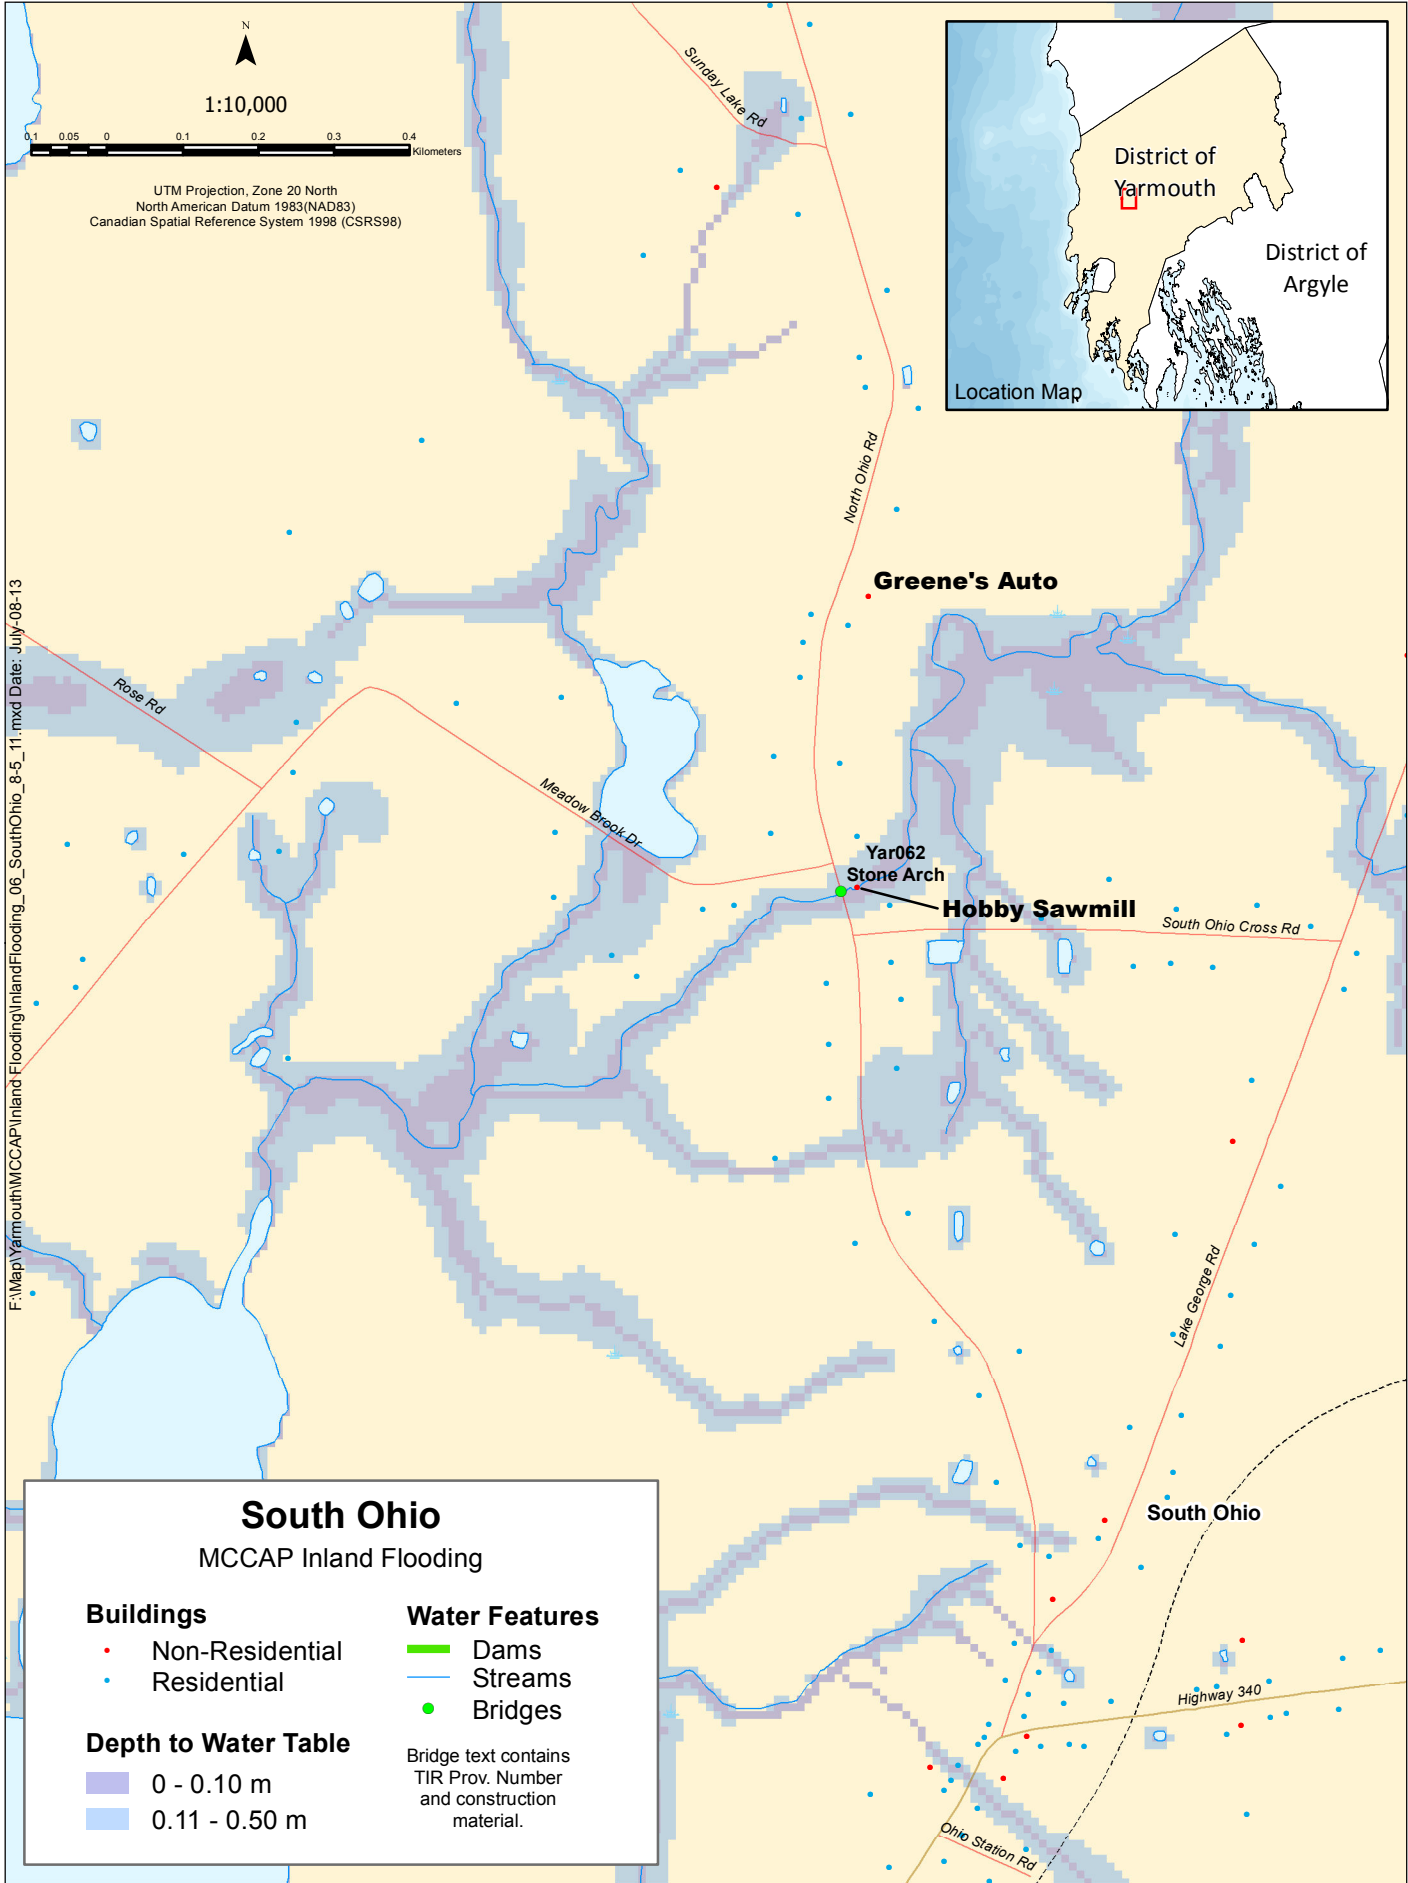 N
1:10,000
0.1 0.05 0 0.1 0.2 0.3 0.4
Kilometers
UTM Projection, Zone 20 North
North American Datum 1983(NAD83)
Canadian Spatial Reference System 1998 (CSRS98)
Sunday Lake Rd
District of
Yarmouth
District of
Argyle
Location Map
North Ohio Rd
Greene's Auto
Rose Rd
Meadow Brook Dr
Yar062
Stone Arch
Hobby Sawmill
South Ohio Cross Rd
Lake George Rd
South Ohio
Highway 340
Ohio Station Rd
F:\Map\Yarmouth\MCCAP\Inland Flooding\InlandFlooding_06_SouthOhio_8-5_11.mxd Date: July-08-13
South Ohio
MCCAP Inland Flooding
Buildings
Non-Residential
Residential
Depth to Water Table
0 - 0.10 m
0.11 - 0.50 m
Water Features
Dams
Streams
Bridges
Bridge text contains
TIR Prov. Number
and construction
material.